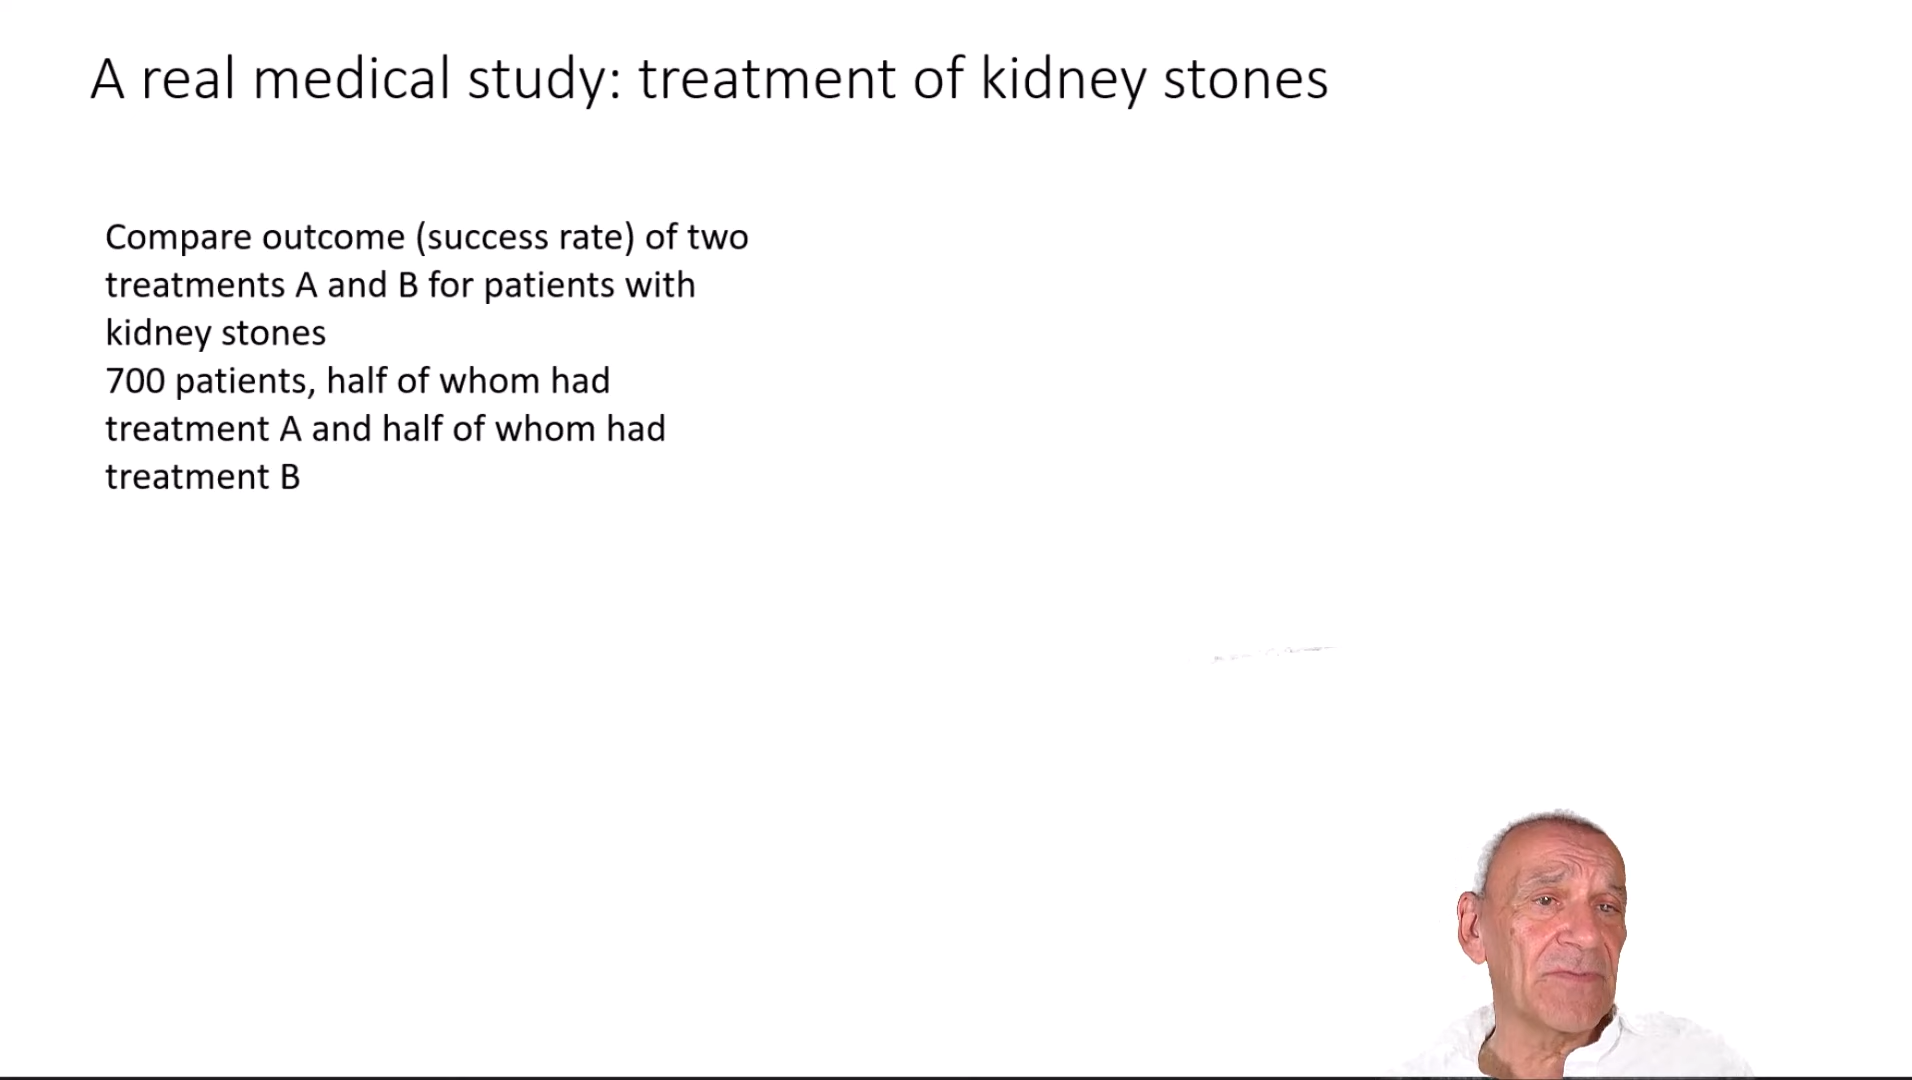 A real medical study: treatment of kidney stones
Compare outcome (success rate) of two
treatments A and B for patients with
kidney stones
700 patients, half of whom had
treatment A and half of whom had
treatment B